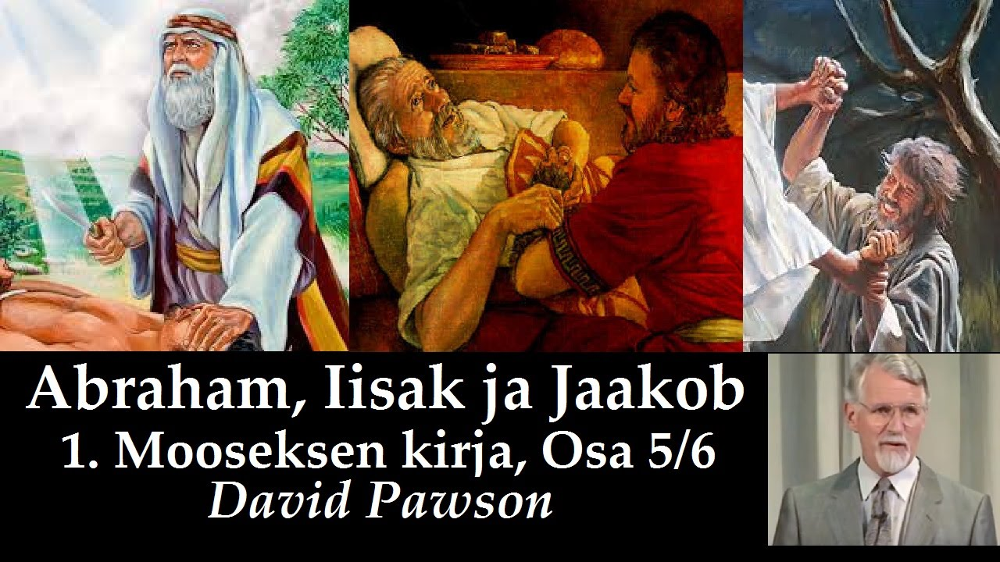 Abraham, Iisak ja Jaakob
1. Mooseksen kirja, Osa 5/6
David Pawson